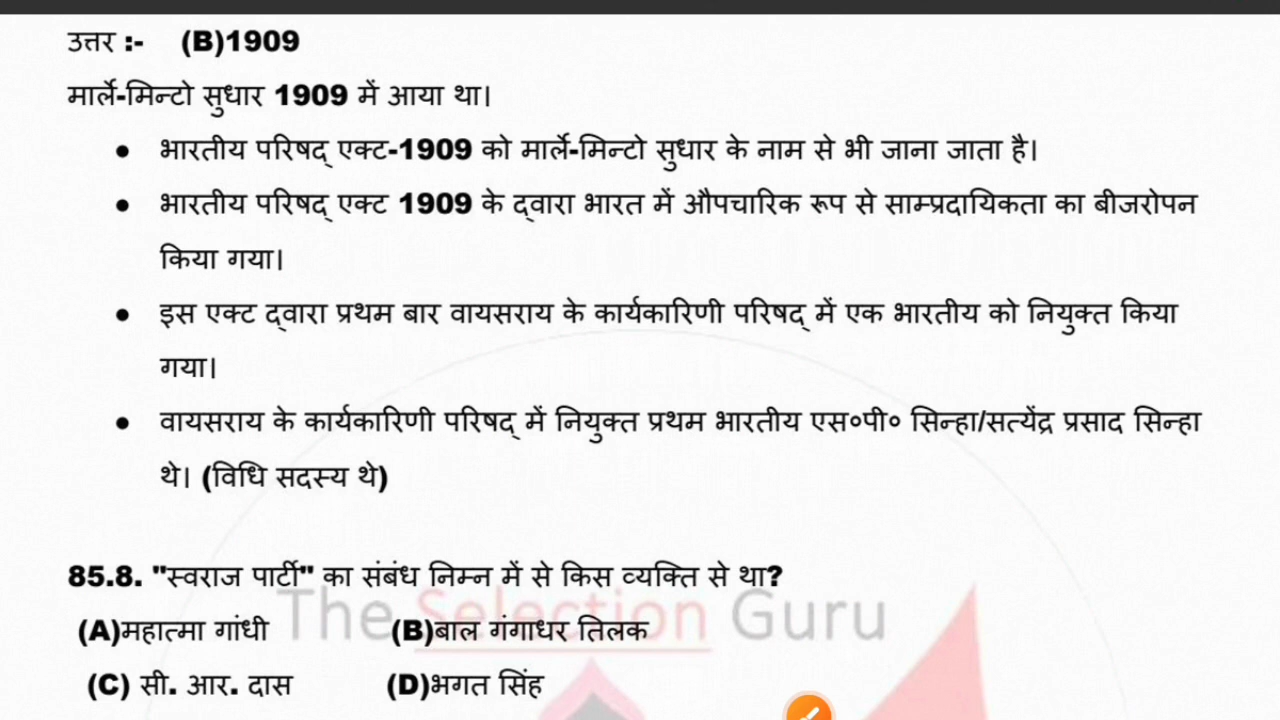 उत्तर :- (B)1909
मार्ले-मिन्टो सुधार 1909 में आया था।
● भारतीय परिषद् एक्ट-1909 को मार्ले-मिन्टो सुधार के नाम से भी जाना जाता है।
● भारतीय परिषद् एक्ट 1909 के द्वारा भारत में औपचारिक रूप से साम्प्रदायिकता का बीजरोपन
किया गया।
● इस एक्ट द्वारा प्रथम बार वायसराय के कार्यकारिणी परिषद् में एक भारतीय को नियुक्त किया
गया।
● वायसराय के कार्यकारिणी परिषद् में नियुक्त प्रथम भारतीय एस०पी० सिन्हा/सत्येंद्र प्रसाद सिन्हा
थे। (विधि सदस्य थे)
85.8. "स्वराज पार्टी" का संबंध निम्न में से किस व्यक्ति से था?
The Selection Guru
(A)महात्मा गांधी (B)बाल गंगाधर तिलक
(C) सी. आर. दास (D)भगत सिंह